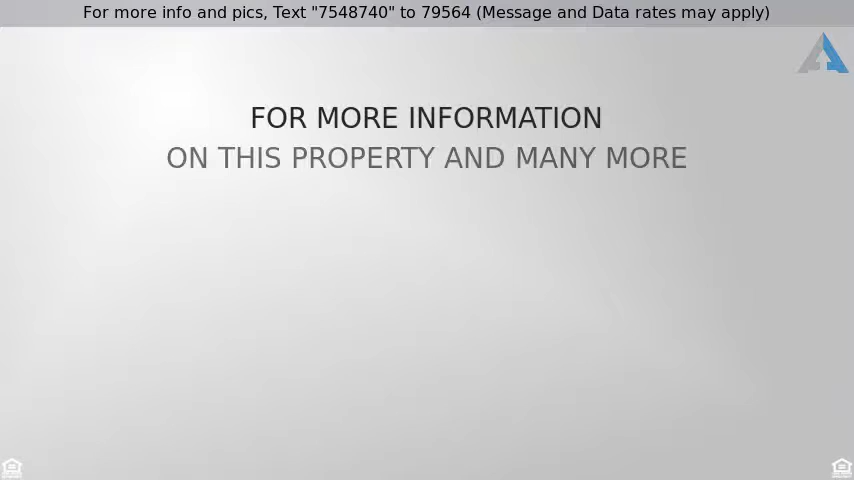 For more info and pics, Text "7548740" to 79564 (Message and Data rates may apply)
FOR MORE INFORMATION
ON THIS PROPERTY AND MANY MORE